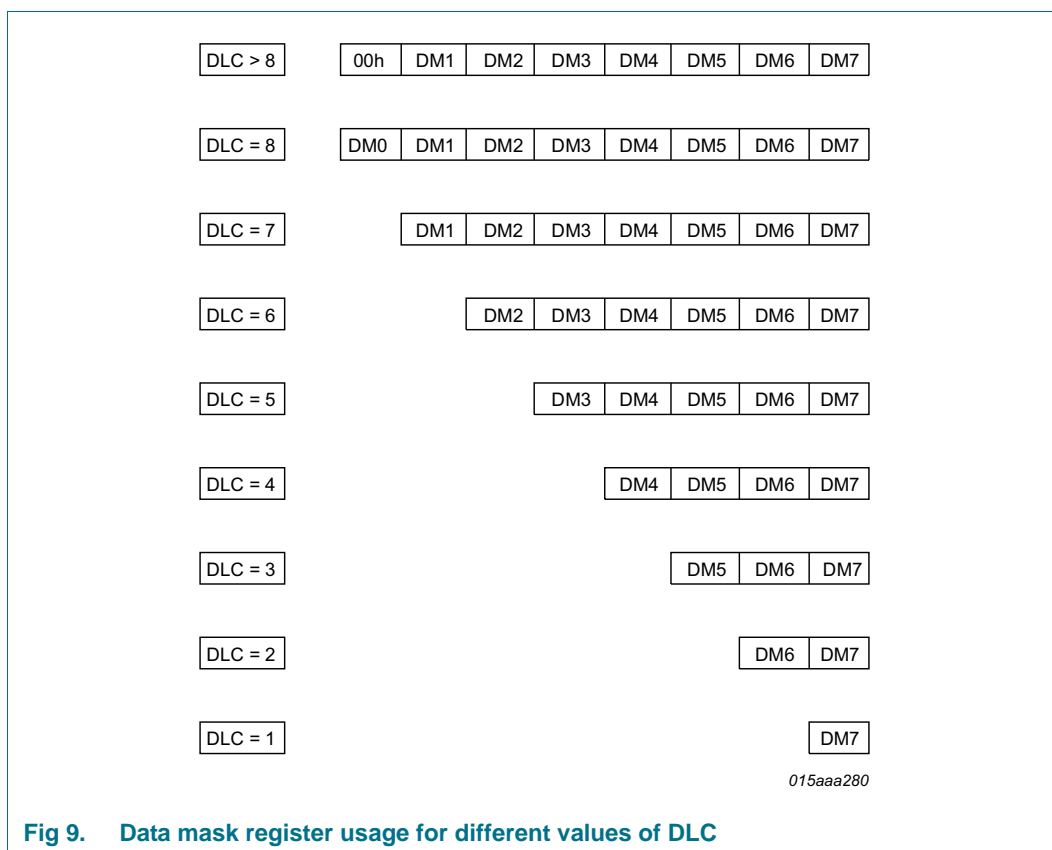 DLC > 8 00h DM1 DM2 DM3 DM4 DM5 DM6 DM7
DLC = 8 DM0 DM1 DM2 DM3 DM4 DM5 DM6 DM7
DLC = 7 DM1 DM2 DM3 DM4 DM5 DM6 DM7
DLC = 6 DM2 DM3 DM4 DM5 DM6 DM7
DLC = 5 DM3 DM4 DM5 DM6 DM7
DLC = 4 DM4 DM5 DM6 DM7
DLC = 3 DM5 DM6 DM7
DLC = 2 DM6 DM7
DLC = 1 DM7
015aaa280
Fig 9. Data mask register usage for different values of DLC